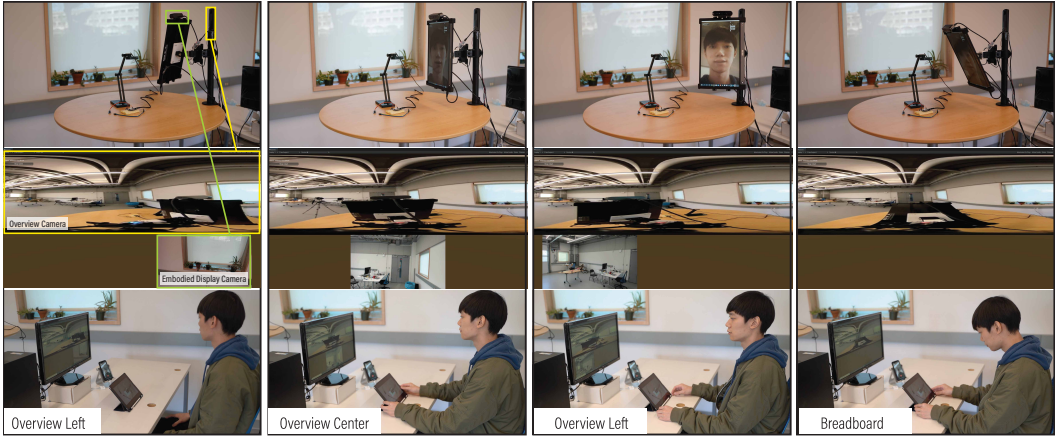 Overview Camera
Embodied Display Camera
Overview Left
Overview Center
Overview Left
Breadboard